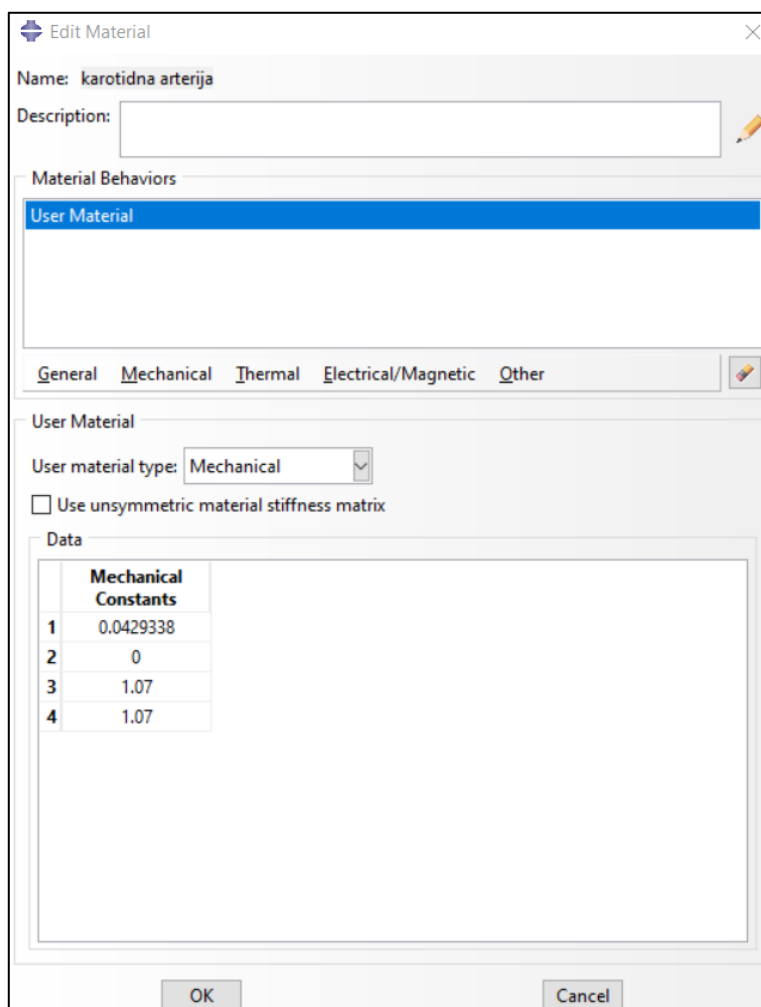 Edit Material
Name: karotidna arterija
Description:
Material Behaviors
User Material
General Mechanical Thermal Electrical/Magnetic Other
User Material
User material type: Mechanical
Use unsymmetric material stiffness matrix
Data
Mechanical
Constants
1 0.0429338
2 0
3 1.07
4 1.07
OK Cancel